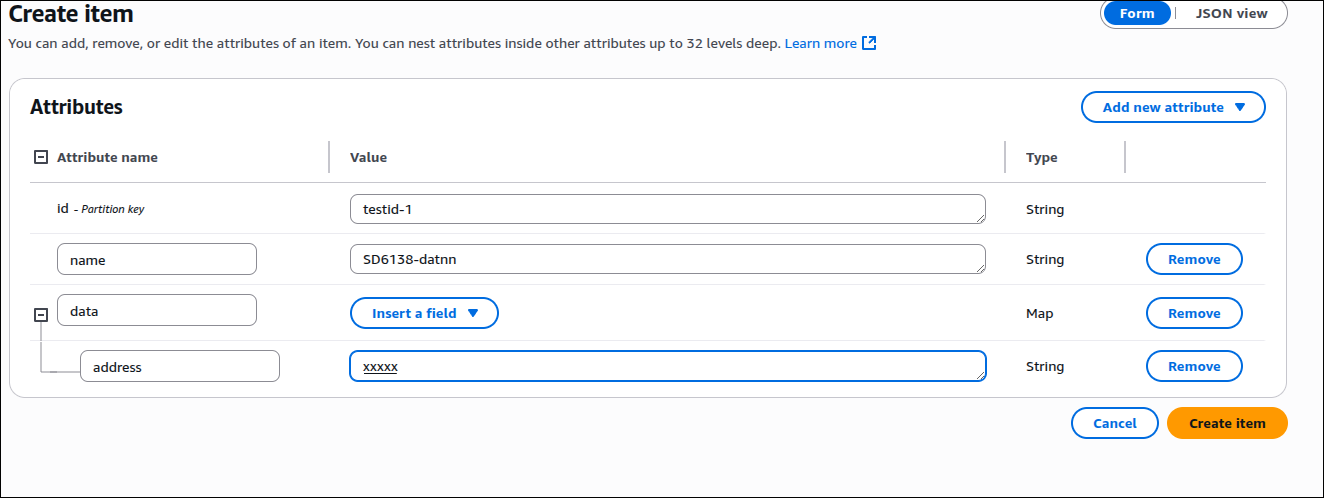 Create item
Form | JSON view
You can add, remove, or edit the attributes of an item. You can nest attributes inside other attributes up to 32 levels deep. Learn more
Attributes
Add new attribute
Attribute name Value Type
id - Partition key testid-1 String
name SD6138-datnn String Remove
data Insert a field Map Remove
address xxxxx String Remove
Cancel Create item